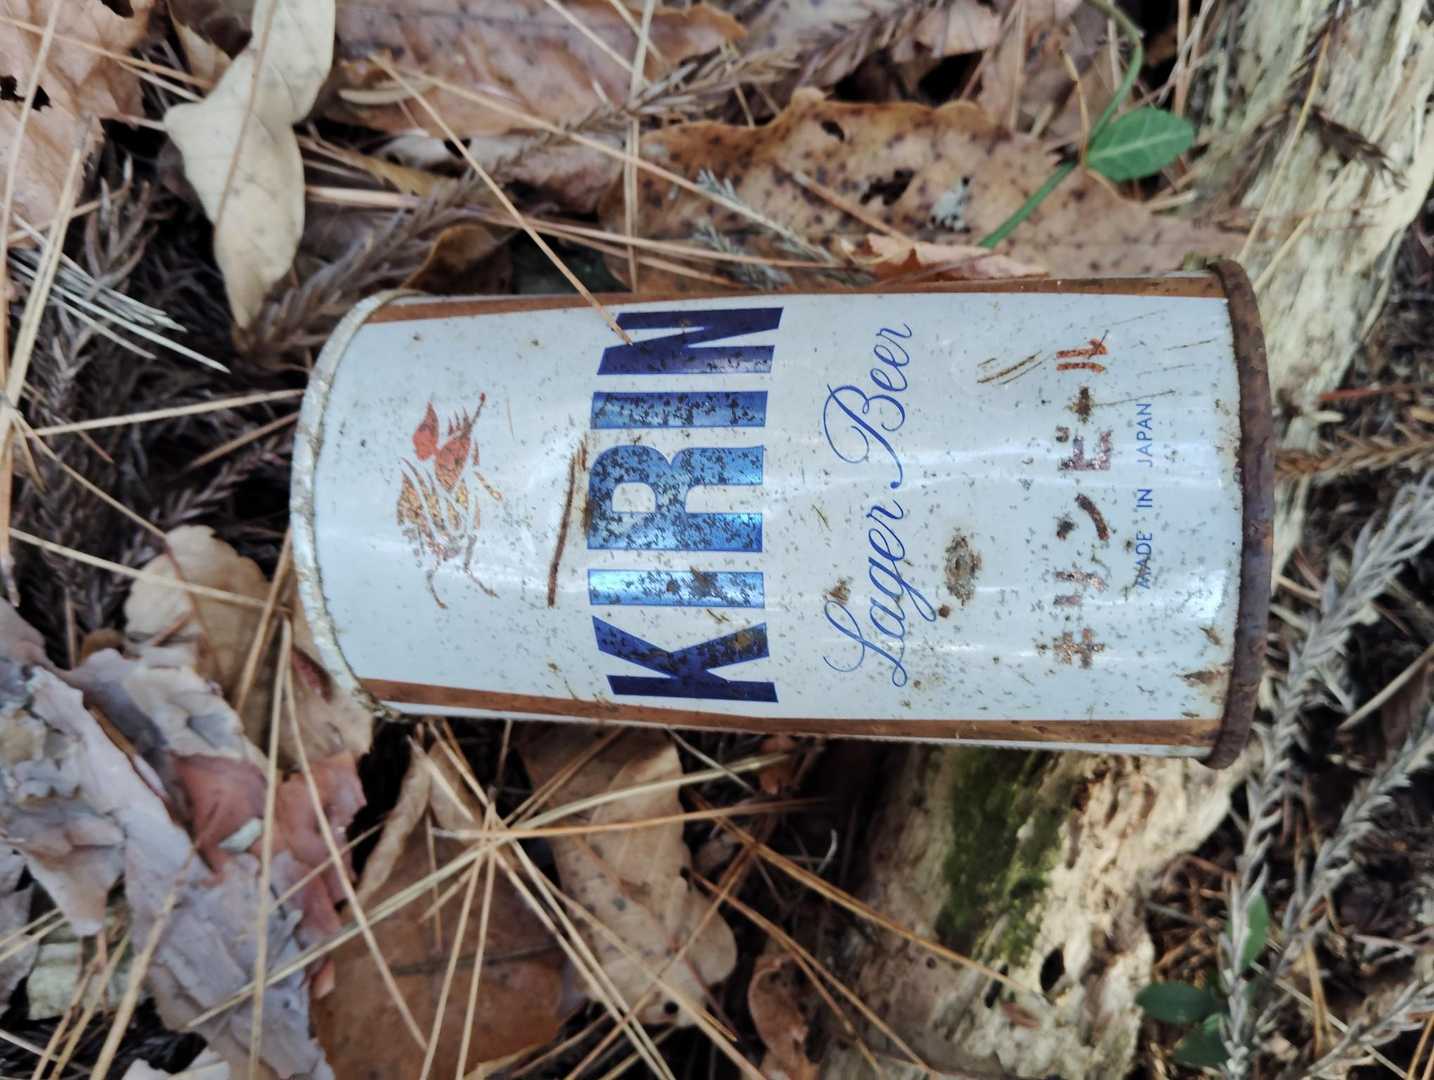 KIRIN
Lager Beer
キリンビール
MADE IN JAPAN